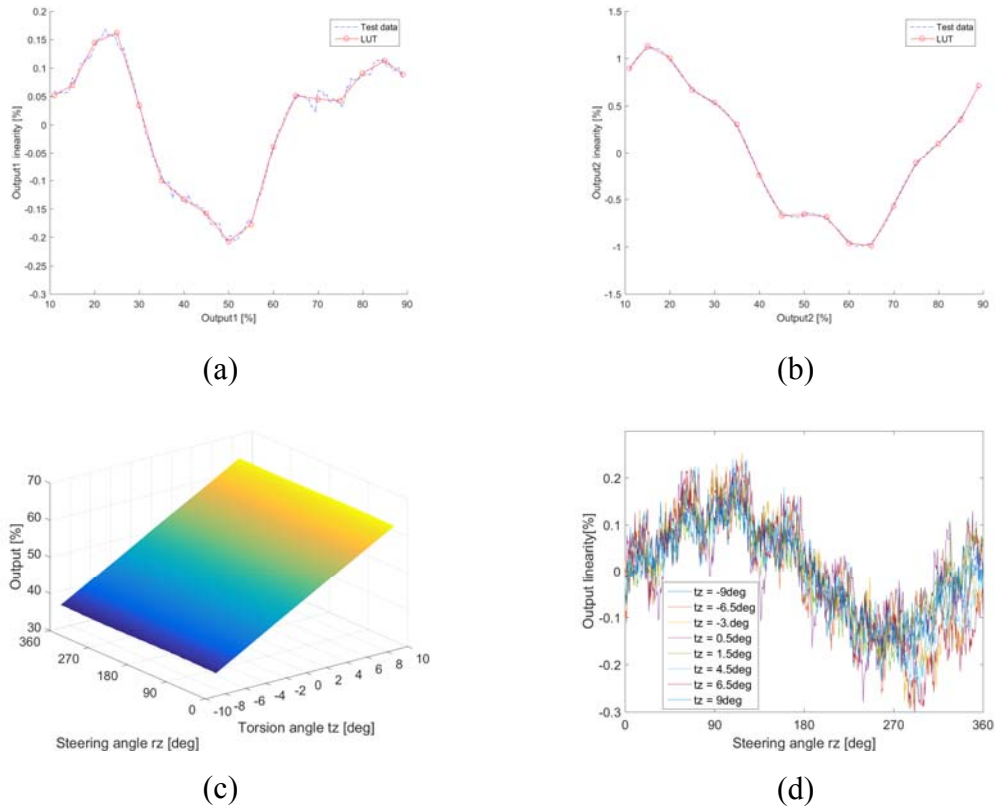 0.2
0.15
0.1
0.05
0
-0.05
-0.1
-0.15
-0.2
-0.25
-0.3
Output1 inearity [%]
Test data
LUT
10 20 30 40 50 60 70 80 90
Output1 [%]
(a)
1.5
1
0.5
0
-0.5
-1
-1.5
Output2 inearity [%]
Test data
LUT
10 20 30 40 50 60 70 80 90
Output2 [%]
(b)
70
60
50
40
30
Output [%]
360
270
180
90
0
Steering angle rz [deg]
-10 -8 -6 -4 -2 0 2 4 6 8 10
Torsion angle tz [deg]
(c)
0.2
0.1
0
-0.1
-0.2
-0.3
Output linearity[%]
tz = -9deg
tz = -6.5deg
tz = -3.deg
tz = 0.5deg
tz = 1.5deg
tz = 4.5deg
tz = 6.5deg
tz = 9deg
0 90 180 270 360
Steering angle rz [deg]
(d)